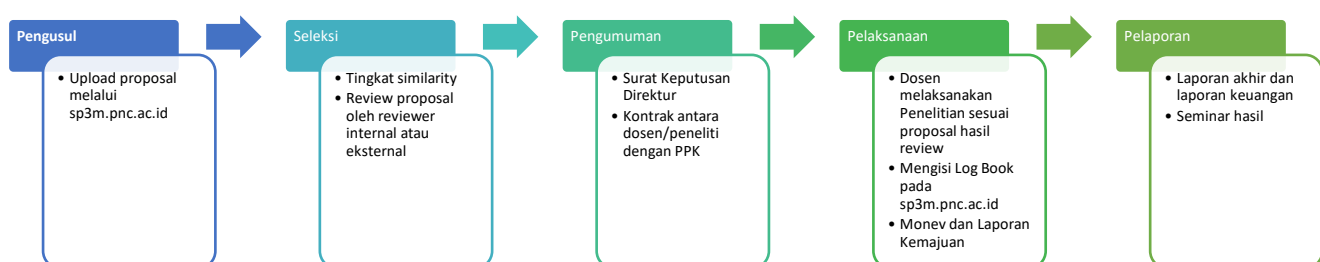 Pengusul
• Upload proposal
melalui
sp3m.pnc.ac.id
Seleksi
• Tingkat similarity
• Review proposal
oleh reviewer
internal atau
eksternal
Pengumuman
• Surat Keputusan
Direktur
• Kontrak antara
dosen/peneliti
dengan PPK
Pelaksanaan
• Dosen
melaksanakan
Penelitian sesuai
proposal hasil
review
• Mengisi Log Book
pada
sp3m.pnc.ac.id
• Monev dan Laporan
Kemajuan
Pelaporan
• Laporan akhir dan
laporan keuangan
• Seminar hasil